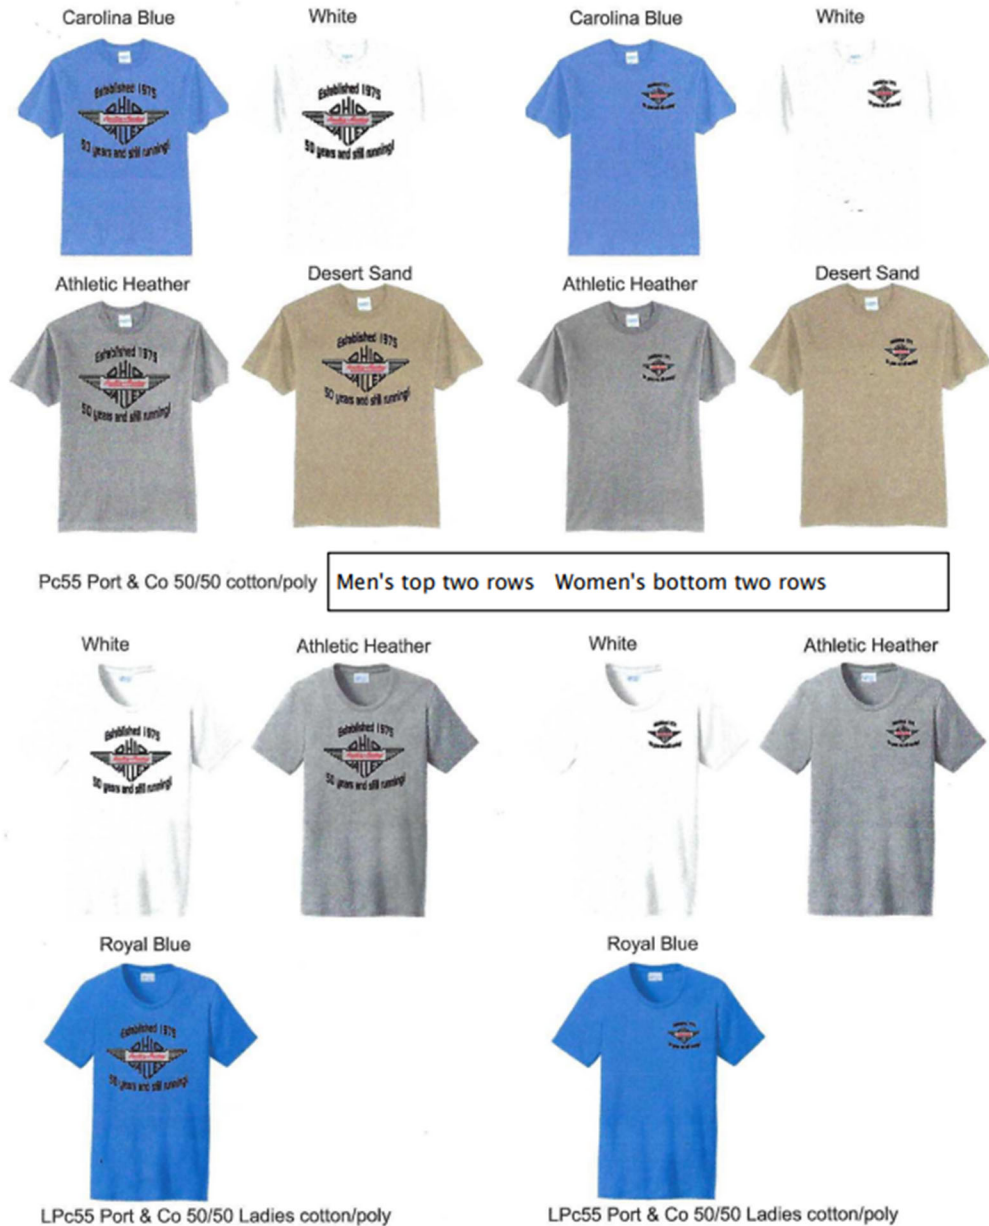 Carolina Blue White Carolina Blue White
Established 1975
OHIO
VALLEY
50 years and still running!
Established 1975
OHIO
VALLEY
50 years and still running!
Athletic Heather Desert Sand Athletic Heather Desert Sand
Established 1975
OHIO
VALLEY
50 years and still running!
Established 1975
OHIO
VALLEY
50 years and still running!
Pc55 Port & Co 50/50 cotton/poly
Men's top two rows Women's bottom two rows
White Athletic Heather White Athletic Heather
Established 1975
OHIO
VALLEY
50 years and still running!
Established 1975
OHIO
VALLEY
50 years and still running!
Royal Blue Royal Blue
Established 1975
OHIO
VALLEY
50 years and still running!
LPc55 Port & Co 50/50 Ladies cotton/poly LPc55 Port & Co 50/50 Ladies cotton/poly